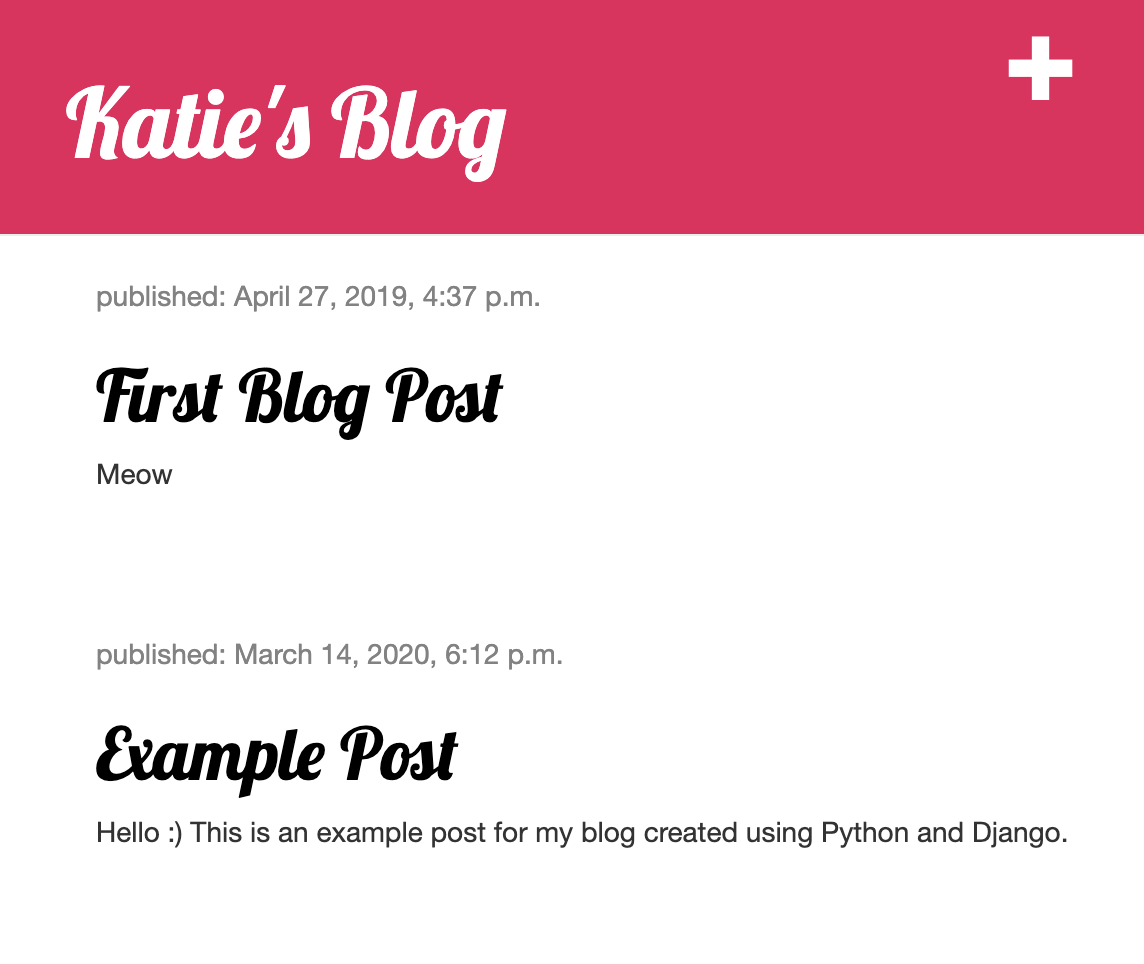 Katie's Blog
published: April 27, 2019, 4:37 p.m.
First Blog Post
Meow
published: March 14, 2020, 6:12 p.m.
Example Post
Hello :) This is an example post for my blog created using Python and Django.